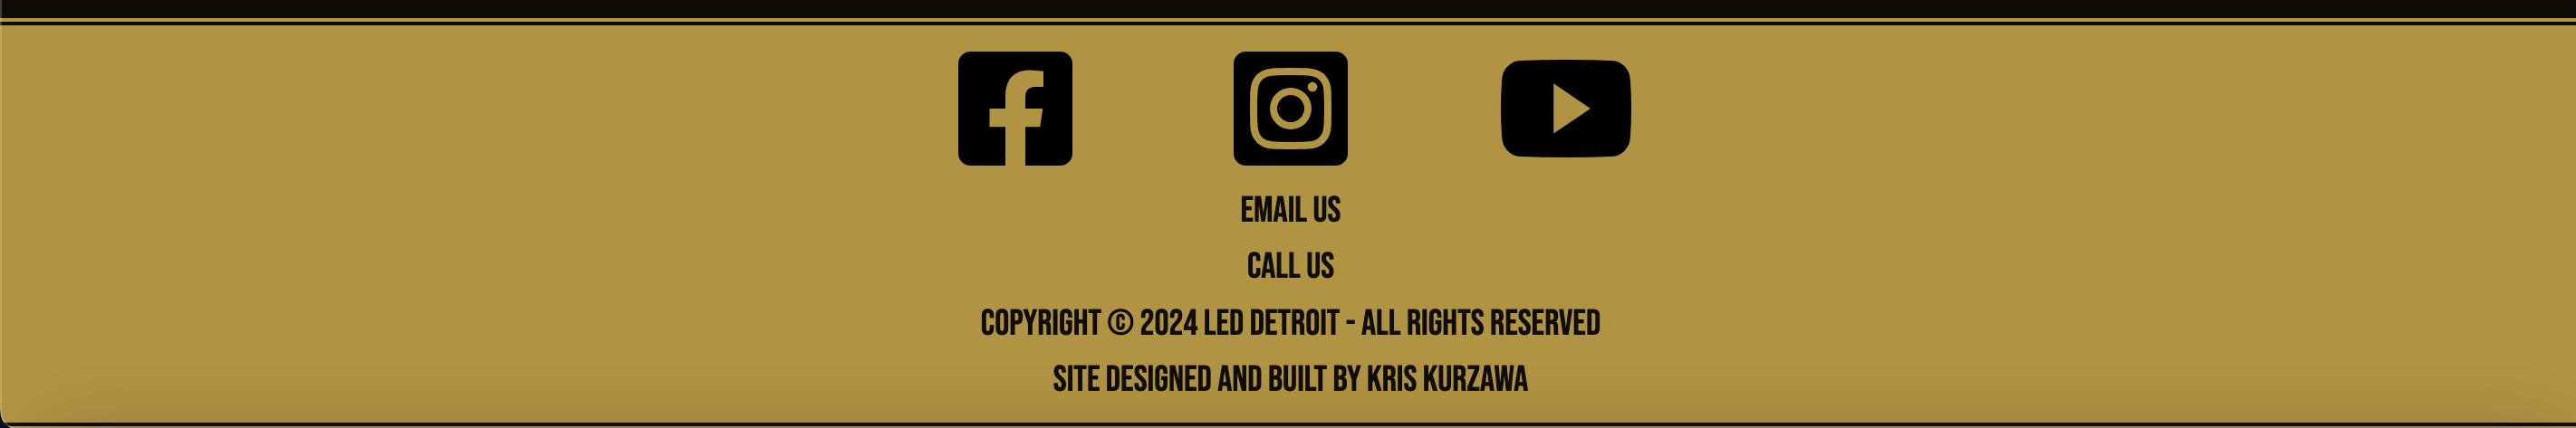 EMAIL US
CALL US
COPYRIGHT © 2024 LED DETROIT - ALL RIGHTS RESERVED
SITE DESIGNED AND BUILT BY KRIS KURZAWA